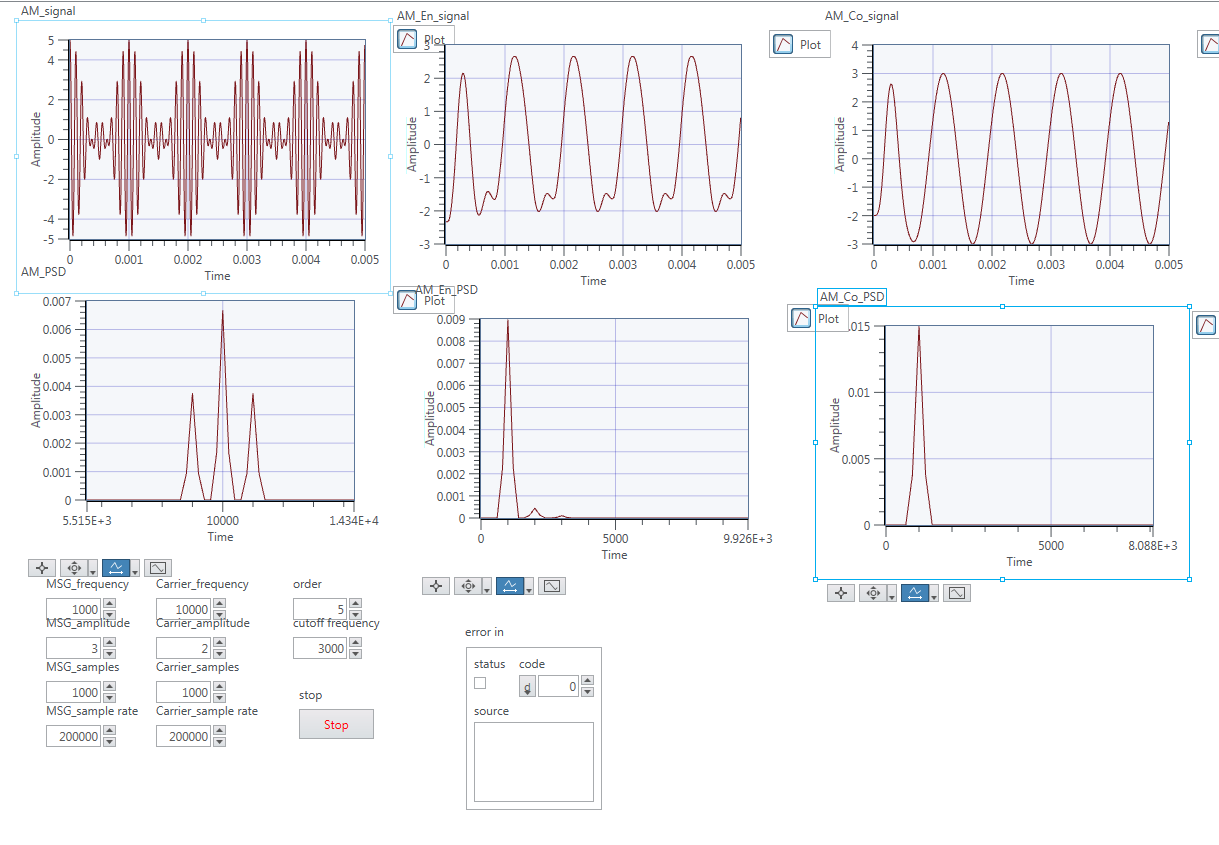 AM_signal
5
4
2
0
-2
-4
-5
Amplitude
0
0.001
0.002
0.003
0.004
0.005
Time
AM_En_signal
Plot
3
2
1
0
-1
-2
-3
Amplitude
0
0.001
0.002
0.003
0.004
0.005
Time
AM_Co_signal
Plot
4
3
2
1
0
-1
-2
-3
Amplitude
0
0.001
0.002
0.003
0.004
0.005
Time
AM_PSD
0.007
0.006
0.005
0.004
0.003
0.002
0.001
0
Amplitude
5.515E+3
10000
1.434E+4
Time
AM_En_PSD
Plot
0.009
0.008
0.007
0.006
0.005
0.004
0.003
0.002
0.001
0
Amplitude
0
5000
9.926E+3
Time
AM_Co_PSD
Plot
.015
0.01
0.005
0
Amplitude
0
5000
8.088E+3
Time
MSG_frequency
1000
Carrier_frequency
10000
order
5
MSG_amplitude
3
Carrier_amplitude
2
cutoff frequency
3000
MSG_samples
1000
Carrier_samples
1000
MSG_sample rate
200000
Carrier_sample rate
200000
stop
Stop
error in
status
code
d
0
source